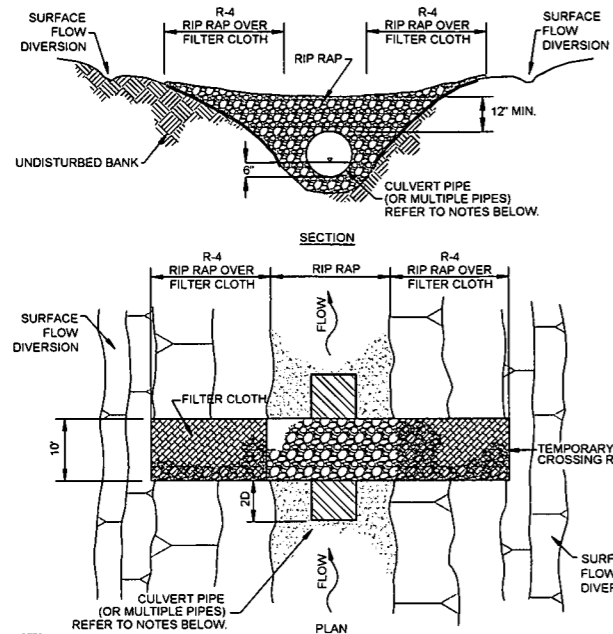 SURFACE
FLOW
DIVERSION
R-4
RIP RAP OVER
FILTER CLOTH
R-4
RIP RAP OVER
FILTER CLOTH
SURFACE
FLOW
DIVERSION
RIP RAP
12" MIN.
UNDISTURBED BANK
6"
CULVERT PIPE
(OR MULTIPLE PIPES)
REFER TO NOTES BELOW.
SECTION
R-4
RIP RAP OVER
FILTER CLOTH
RIP RAP
R-4
RIP RAP OVER
FILTER CLOTH
SURFACE
FLOW
DIVERSION
FLOW
FILTER CLOTH
10'
2D
TEMPORARY
CROSSING R
FLOW
SURF
FLOW
DIVER
CULVERT PIPE
(OR MULTIPLE PIPES)
REFER TO NOTES BELOW.
PLAN